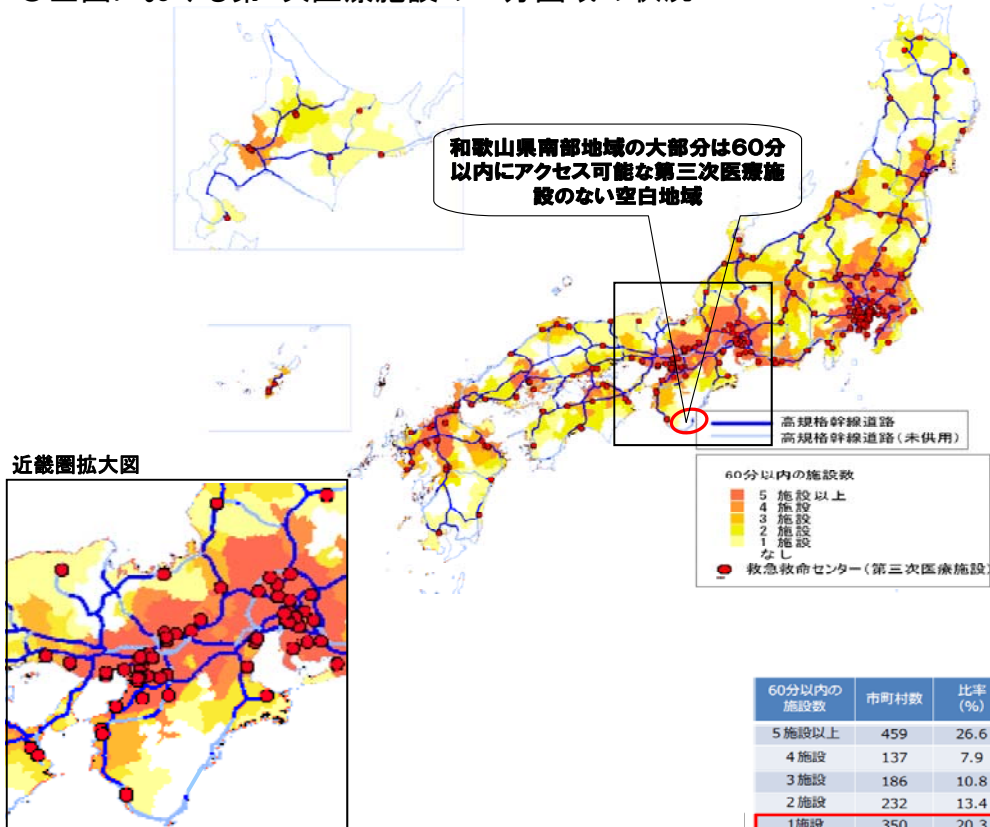 和歌山県南部地域の大部分は60分
以内にアクセス可能な第三次医療施
設のない空白地域
高規格幹線道路
高規格幹線道路(未供用)
60分以内の施設数
5 施設以上
4 施設
3 施設
2 施設
1 施設
なし
救急救命センター(第三次医療施設)
近畿圏拡大図
60分以内の 市町村数 比率
施設数 (%)
5施設以上 459 26.6
4施設 137 7.9
3施設 186 10.8
2施設 232 13.4
1施設 350 20.3